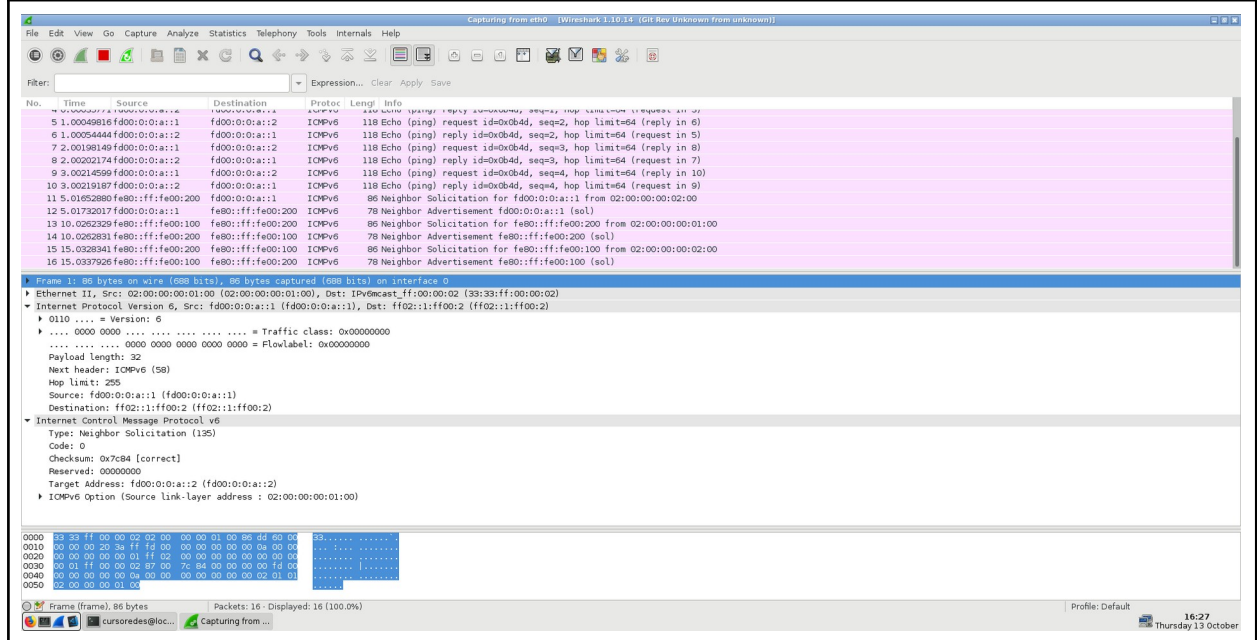 Capturing from eth0 [Wireshark 1.10.14 (Git Rev Unknown from unknown)]
File Edit View Go Capture Analyze Statistics Telephony Tools Internals Help
Filter: Expression... Clear Apply Save
No. Time Source Destination Protoc Lengt Info
4 0.00035771 fd00:0:0:a::2 fd00:0:0:a::1 ICMPv6 118 Echo (ping) reply id=0x0b4d, seq=1, hop limit=64 (request in 3)
5 1.00049816 fd00:0:0:a::1 fd00:0:0:a::2 ICMPv6 118 Echo (ping) request id=0x0b4d, seq=2, hop limit=64 (reply in 6)
6 1.00054444 fd00:0:0:a::2 fd00:0:0:a::1 ICMPv6 118 Echo (ping) reply id=0x0b4d, seq=2, hop limit=64 (request in 5)
7 2.00198149 fd00:0:0:a::1 fd00:0:0:a::2 ICMPv6 118 Echo (ping) request id=0x0b4d, seq=3, hop limit=64 (reply in 8)
8 2.00202174 fd00:0:0:a::2 fd00:0:0:a::1 ICMPv6 118 Echo (ping) reply id=0x0b4d, seq=3, hop limit=64 (request in 7)
9 3.00214599 fd00:0:0:a::1 fd00:0:0:a::2 ICMPv6 118 Echo (ping) request id=0x0b4d, seq=4, hop limit=64 (reply in 10)
10 3.00219187 fd00:0:0:a::2 fd00:0:0:a::1 ICMPv6 118 Echo (ping) reply id=0x0b4d, seq=4, hop limit=64 (request in 9)
11 5.01652880 fe80::ff:fe00:200 fd00:0:0:a::1 ICMPv6 86 Neighbor Solicitation for fd00:0:0:a::1 from 02:00:00:00:02:00
12 5.01732017 fd00:0:0:a::1 fe80::ff:fe00:200 ICMPv6 78 Neighbor Advertisement fd00:0:0:a::1 (sol)
13 10.0262329 fe80::ff:fe00:100 fe80::ff:fe00:200 ICMPv6 86 Neighbor Solicitation for fe80::ff:fe00:200 from 02:00:00:00:01:00
14 10.0262831 fe80::ff:fe00:200 fe80::ff:fe00:100 ICMPv6 78 Neighbor Advertisement fe80::ff:fe00:200 (sol)
15 15.0328341 fe80::ff:fe00:200 fe80::ff:fe00:100 ICMPv6 86 Neighbor Solicitation for fe80::ff:fe00:100 from 02:00:00:00:02:00
16 15.0337926 fe80::ff:fe00:100 fe80::ff:fe00:200 ICMPv6 78 Neighbor Advertisement fe80::ff:fe00:100 (sol)
Frame 1: 86 bytes on wire (688 bits), 86 bytes captured (688 bits) on interface 0
Ethernet II, Src: 02:00:00:00:01:00 (02:00:00:00:01:00), Dst: IPv6mcast_ff:00:00:02 (33:33:ff:00:00:02)
Internet Protocol Version 6, Src: fd00:0:0:a::1 (fd00:0:0:a::1), Dst: ff02::1:ff00:2 (ff02::1:ff00:2)
0110 .... = Version: 6
.... 0000 0000 .... .... .... .... .... = Traffic class: 0x00000000
.... .... .... 0000 0000 0000 0000 0000 = Flowlabel: 0x00000000
Payload length: 32
Next header: ICMPv6 (58)
Hop limit: 255
Source: fd00:0:0:a::1 (fd00:0:0:a::1)
Destination: ff02::1:ff00:2 (ff02::1:ff00:2)
Internet Control Message Protocol v6
Type: Neighbor Solicitation (135)
Code: 0
Checksum: 0x7c84 [correct]
Reserved: 00000000
Target Address: fd00:0:0:a::2 (fd00:0:0:a::2)
ICMPv6 Option (Source link-layer address : 02:00:00:00:01:00)
0000 33 33 ff 00 00 02 02 00 00 00 01 00 86 dd 60 00 33...... ......`.
0010 00 00 00 20 3a ff fd 00 00 00 00 00 00 0a 00 00 ... :... ........
0020 00 00 00 00 00 01 ff 02 00 00 00 00 00 00 00 00 ........ ........
0030 00 01 ff 00 00 02 87 00 7c 84 00 00 00 00 fd 00 ........ |.......
0040 00 00 00 00 00 0a 00 00 00 00 00 00 00 02 01 01 ........ ........
0050 02 00 00 00 01 00 ......
Frame (frame), 86 bytes Packets: 16 · Displayed: 16 (100.0%) Profile: Default
cursoredes@loc... Capturing from ... 16:27
Thursday 13 October